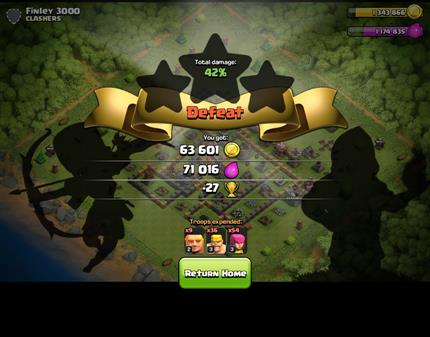 Finley 3000
CLASHERS
1 343 866
1 174 835
Total damage:
42%
Defeat
You got:
63 601
71 016
-27
Troops expended:
x9 x36 x54
2 3 3
Return Home